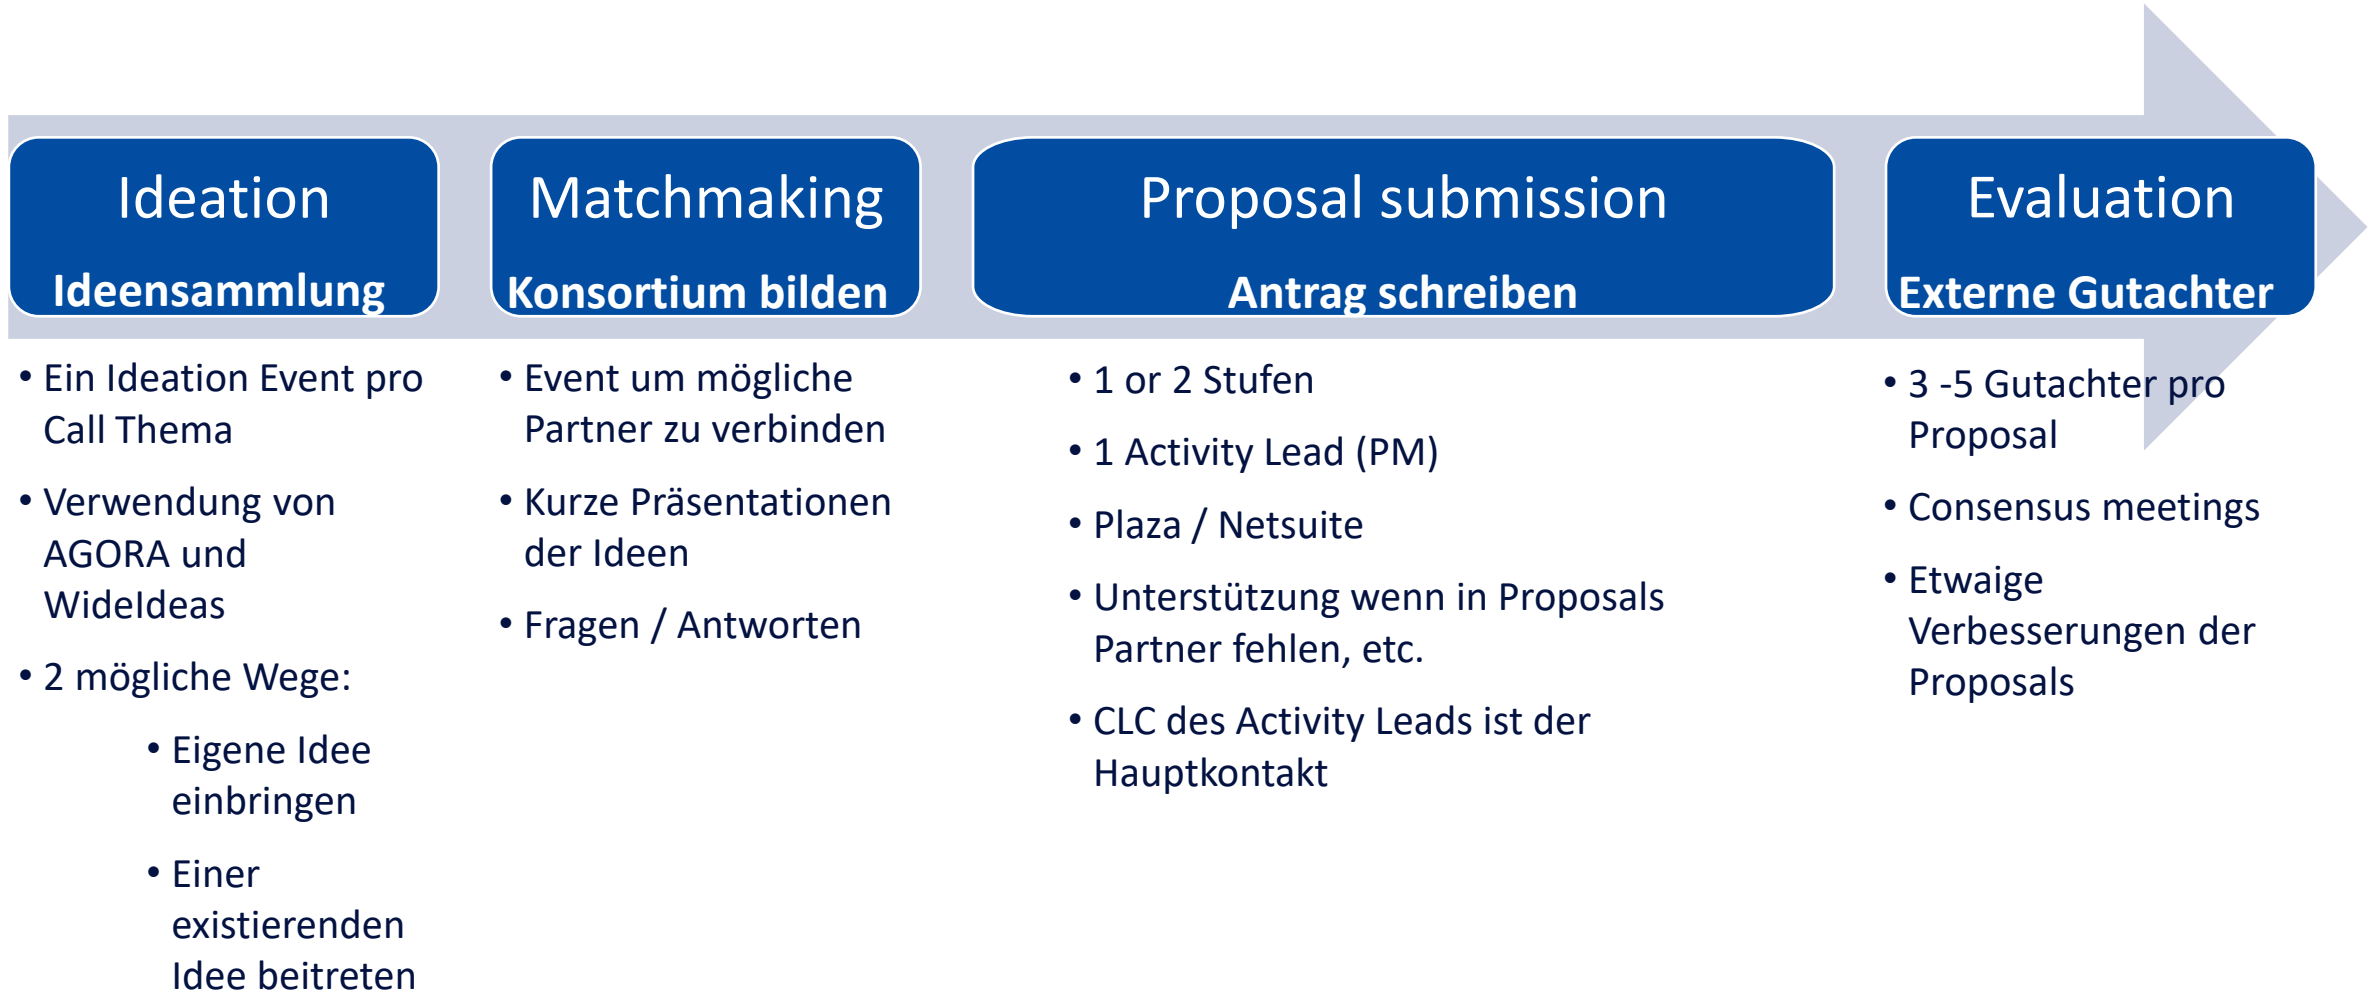 Ideation
Ideensammlung
• Ein Ideation Event pro
Call Thema
• Verwendung von
AGORA und
WideIdeas
• 2 mögliche Wege:
• Eigene Idee
einbringen
• Einer
existierenden
Idee beitreten
Matchmaking
Konsortium bilden
• Event um mögliche
Partner zu verbinden
• Kurze Präsentationen
der Ideen
• Fragen / Antworten
Proposal submission
Antrag schreiben
• 1 or 2 Stufen
• 1 Activity Lead (PM)
• Plaza / Netsuite
• Unterstützung wenn in Proposals
Partner fehlen, etc.
• CLC des Activity Leads ist der
Hauptkontakt
Evaluation
Externe Gutachter
• 3 -5 Gutachter pro
Proposal
• Consensus meetings
• Etwaige
Verbesserungen der
Proposals